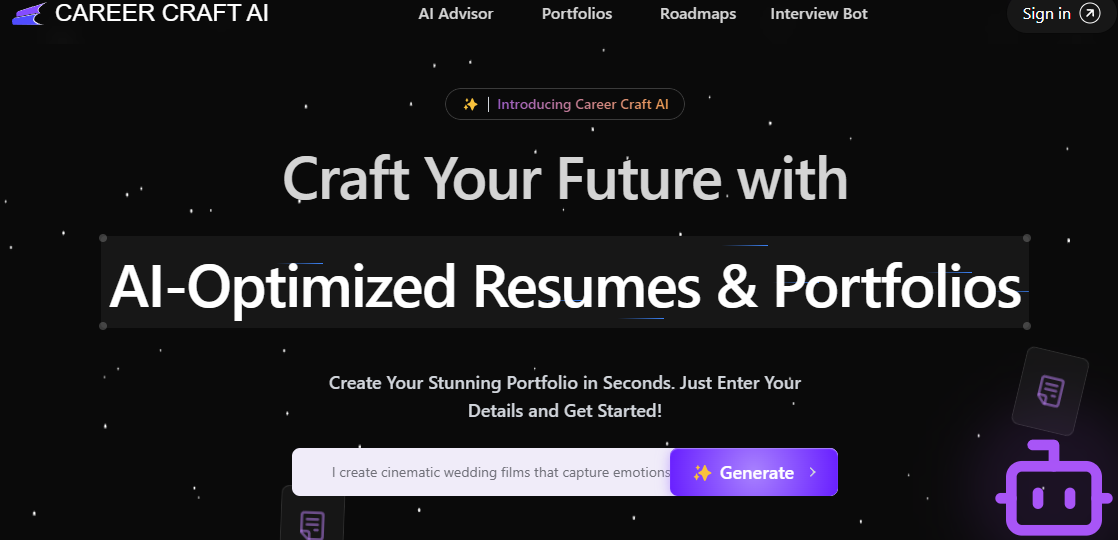 CAREER CRAFT AI
AI Advisor Portfolios Roadmaps Interview Bot Sign in
Introducing Career Craft AI
Craft Your Future with
AI-Optimized Resumes & Portfolios
Create Your Stunning Portfolio in Seconds. Just Enter Your
Details and Get Started!
I create cinematic wedding films that capture emotions
Generate